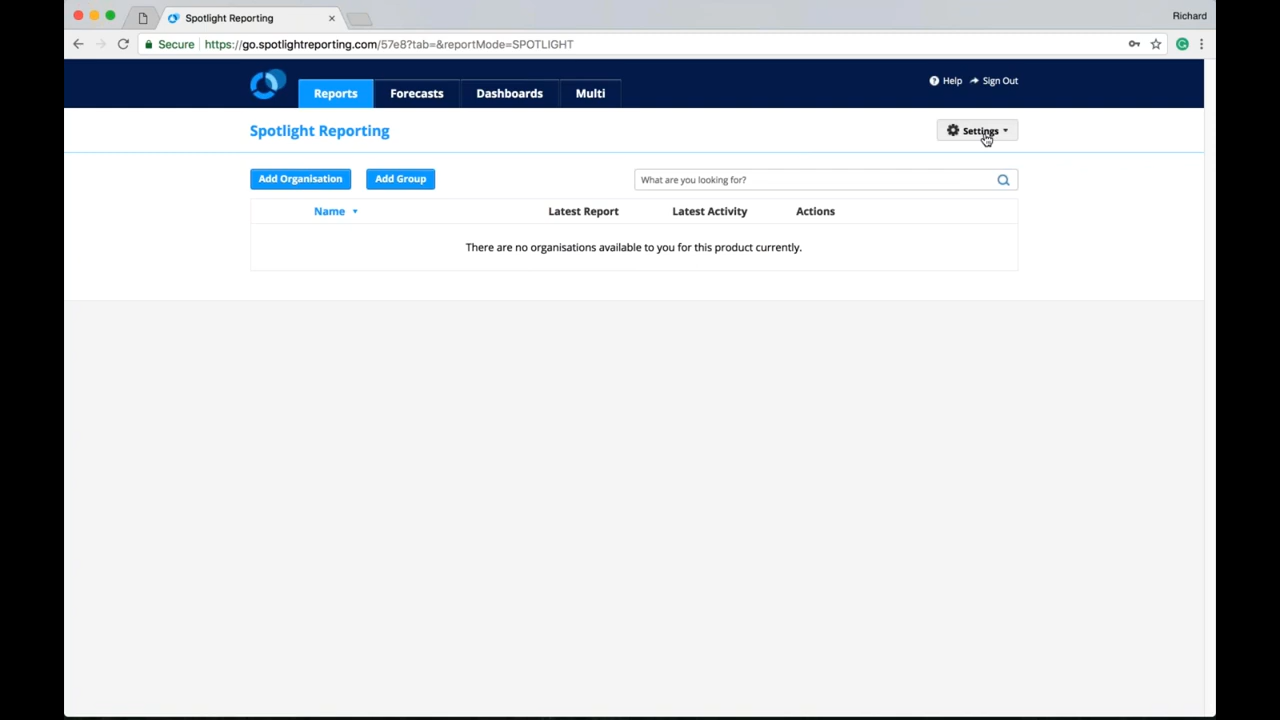 Spotlight Reporting
Richard
Secure https://go.spotlightreporting.com/57e8?tab=&reportMode=SPOTLIGHT
Reports Forecasts Dashboards Multi
Help Sign Out
Spotlight Reporting
Settings
Add Organisation Add Group
What are you looking for?
Name Latest Report Latest Activity Actions
There are no organisations available to you for this product currently.